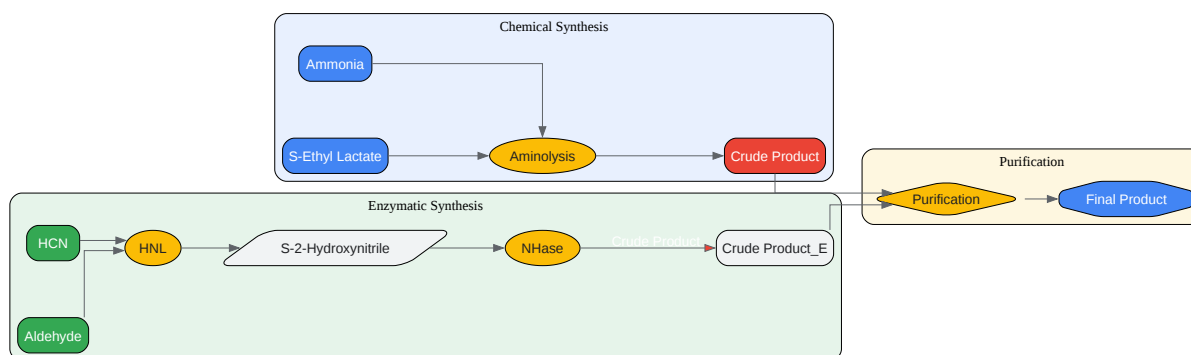 Chemical Synthesis
Ammonia
S-Ethyl Lactate
Aminolysis
Crude Product
Purification
Purification
Final Product
Enzymatic Synthesis
HCN
HNL
S-2-Hydroxynitrile
NHase
Crude Product
Crude Product_E
Aldehyde